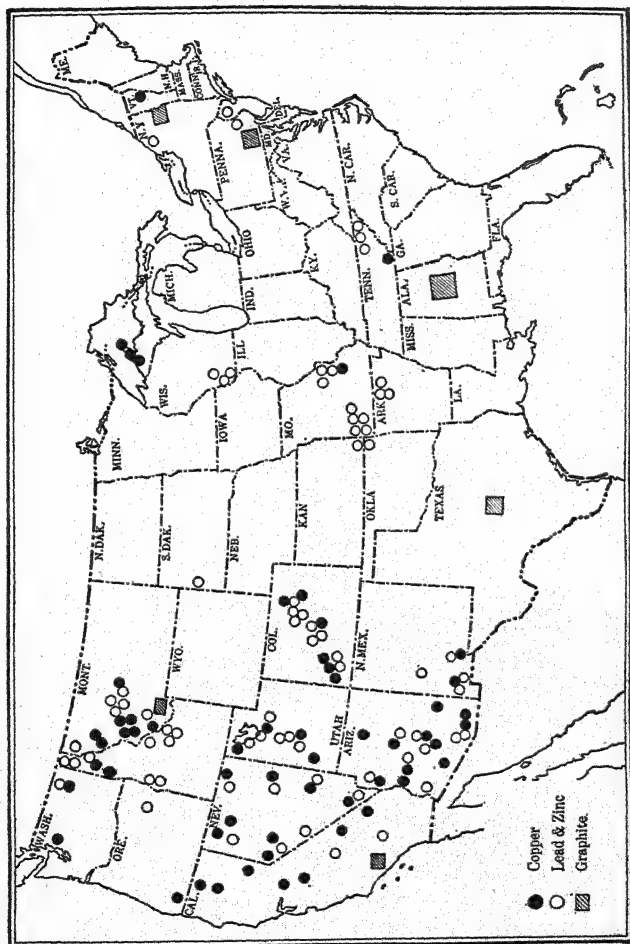 WASH.
ORE.
CAL.
NEV.
MONT.
WYO.
UTAH
ARIZ.
COL.
N.MEX.
N.DAK.
S.DAK.
NEB.
KAN
OKLA
TEXAS
MINN.
IOWA
MO.
ARK
LA.
WIS.
ILL
MICH.
IND.
OHIO
KY.
TENN.
MISS.
ALA.
GA.
FLA.
S. CAR.
N. CAR.
VA.
PENNA.
MD.
DEL.
N.Y.
VT.
N.H.
MASS.
CONN.
ME.
Copper
Lead & Zinc
Graphite.